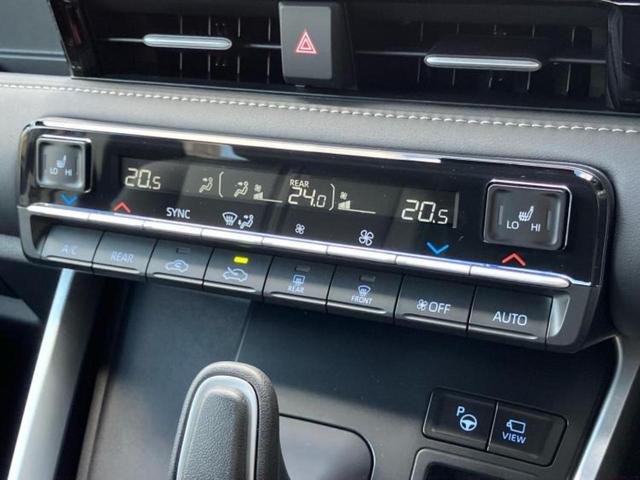 LO HI
20.5
REAR
24.0
20.5
LO HI
SYNC
A/C
REAR
REAR
FRONT
OFF
AUTO
P
VIEW